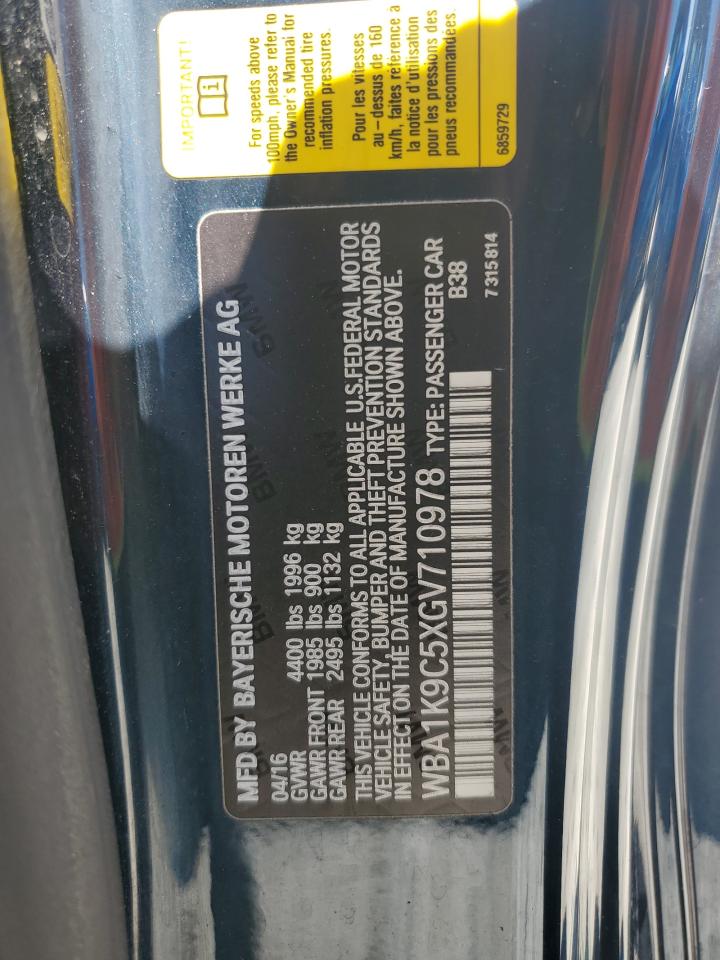 IMPORTANT!
For speeds above
100mph, please refer to
the Owner's Manual for
recommended tire
inflation pressures.
Pour les vitesses
au-dessus de 160
km/h, faites référence à
la notice d'utilisation
pour les pressions des
pneus recommandées.
6859729
MFD BY BAYERISCHE MOTOREN WERKE AG
04/16
GVWR 4400 lbs 1996 kg
GAWR FRONT 1985 lbs 900 kg
GAWR REAR 2495 lbs 1132 kg
THIS VEHICLE CONFORMS TO ALL APPLICABLE U.S.FEDERAL MOTOR
VEHICLE SAFETY, BUMPER AND THEFT PREVENTION STANDARDS
IN EFFECT ON THE DATE OF MANUFACTURE SHOWN ABOVE.
WBA1K9C5XGV710978 TYPE: PASSENGER CAR
B38
7 315 814